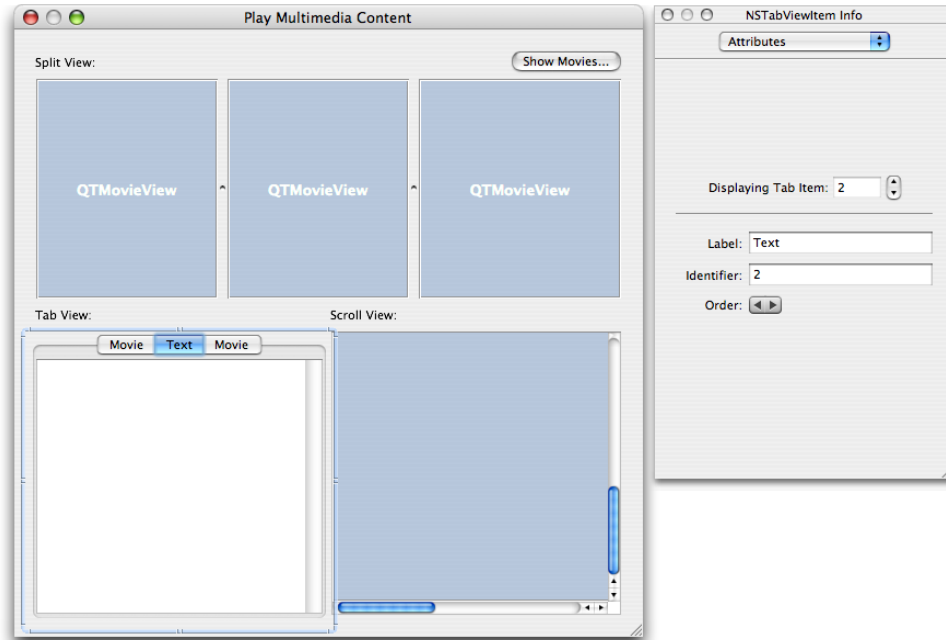 Play Multimedia Content
Split View:
Show Movies...
QTMovieView
QTMovieView
QTMovieView
Tab View:
Scroll View:
Movie Text Movie
NSTabViewItem Info
Attributes
Displaying Tab Item: 2
Label: Text
Identifier: 2
Order: